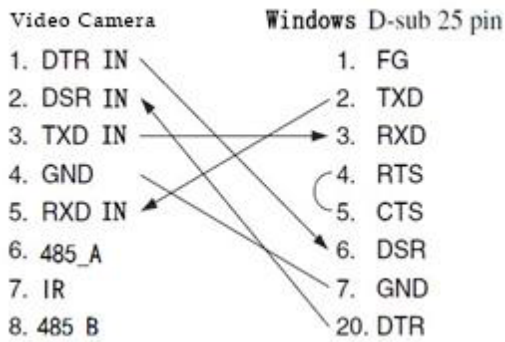 Video Camera
1. DTR IN
2. DSR IN
3. TXD IN
4. GND
5. RXD IN
6. 485_A
7. IR
8. 485 B
Windows D-sub 25 pin
1. FG
2. TXD
3. RXD
4. RTS
5. CTS
6. DSR
7. GND
20. DTR